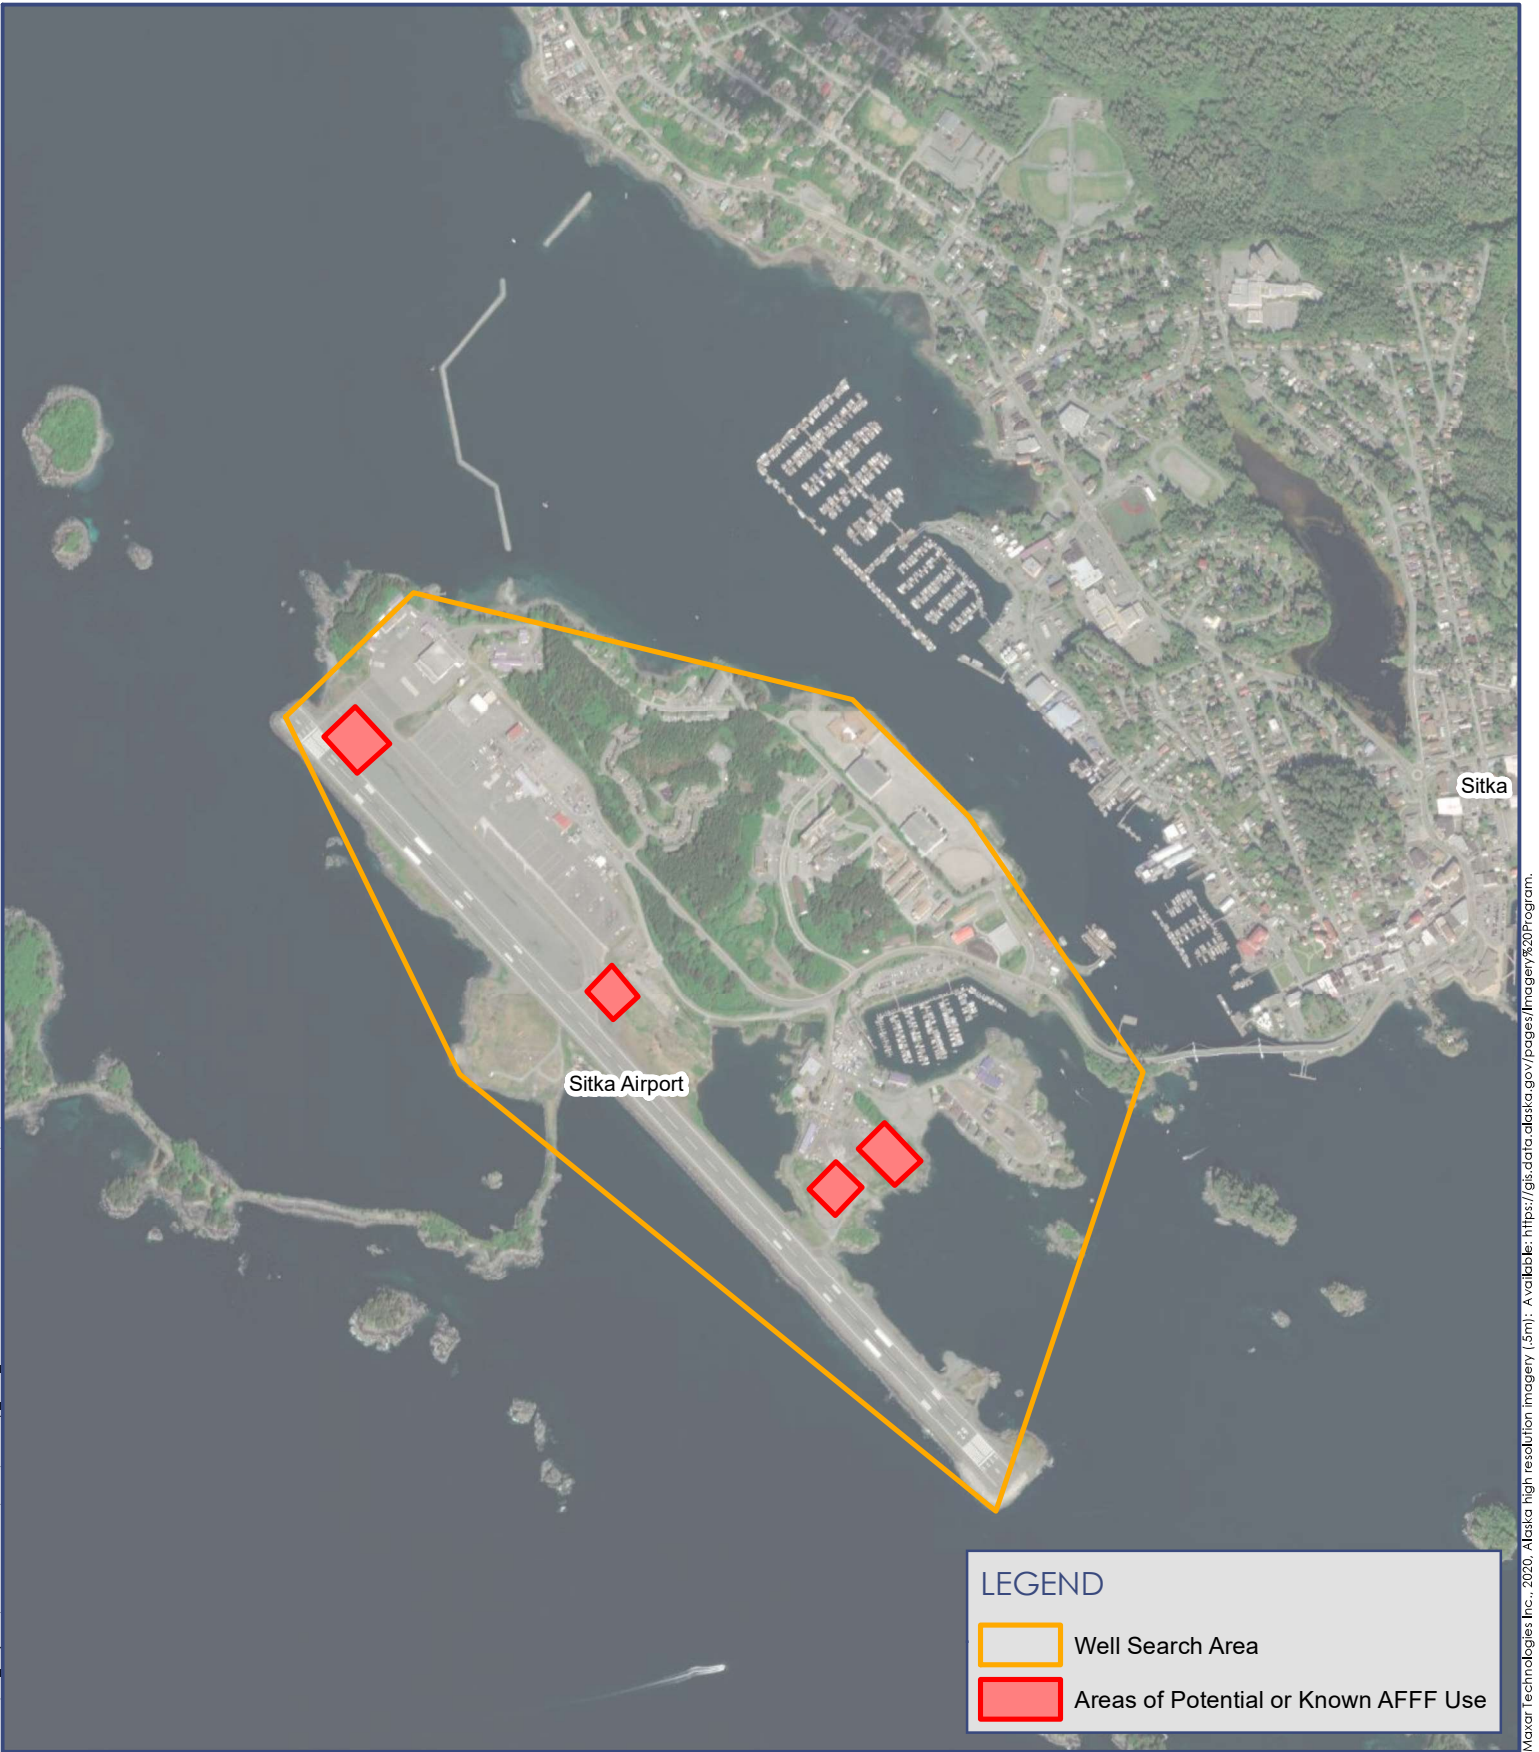 Sitka
Sitka Airport
LEGEND
Well Search Area
Areas of Potential or Known AFFF Use
Maxar Technologies Inc., 2020, Alaska high resolution imagery (.5m): Available: https://gis.data.alaska.gov/pages/Imagery%20Program.